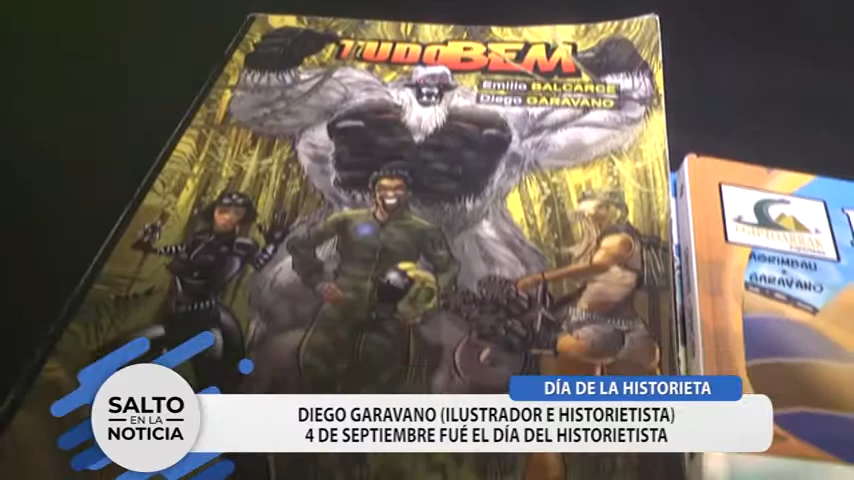 TUDO BEM
Emilio BALCARCE
Diego GARAVANO
AGRIMBAU
+
GARAVANO
DÍA DE LA HISTORIETA
SALTO
EN LA
NOTICIA
DIEGO GARAVANO (ILUSTRADOR E HISTORIETISTA)
4 DE SEPTIEMBRE FUÉ EL DÍA DEL HISTORIETISTA